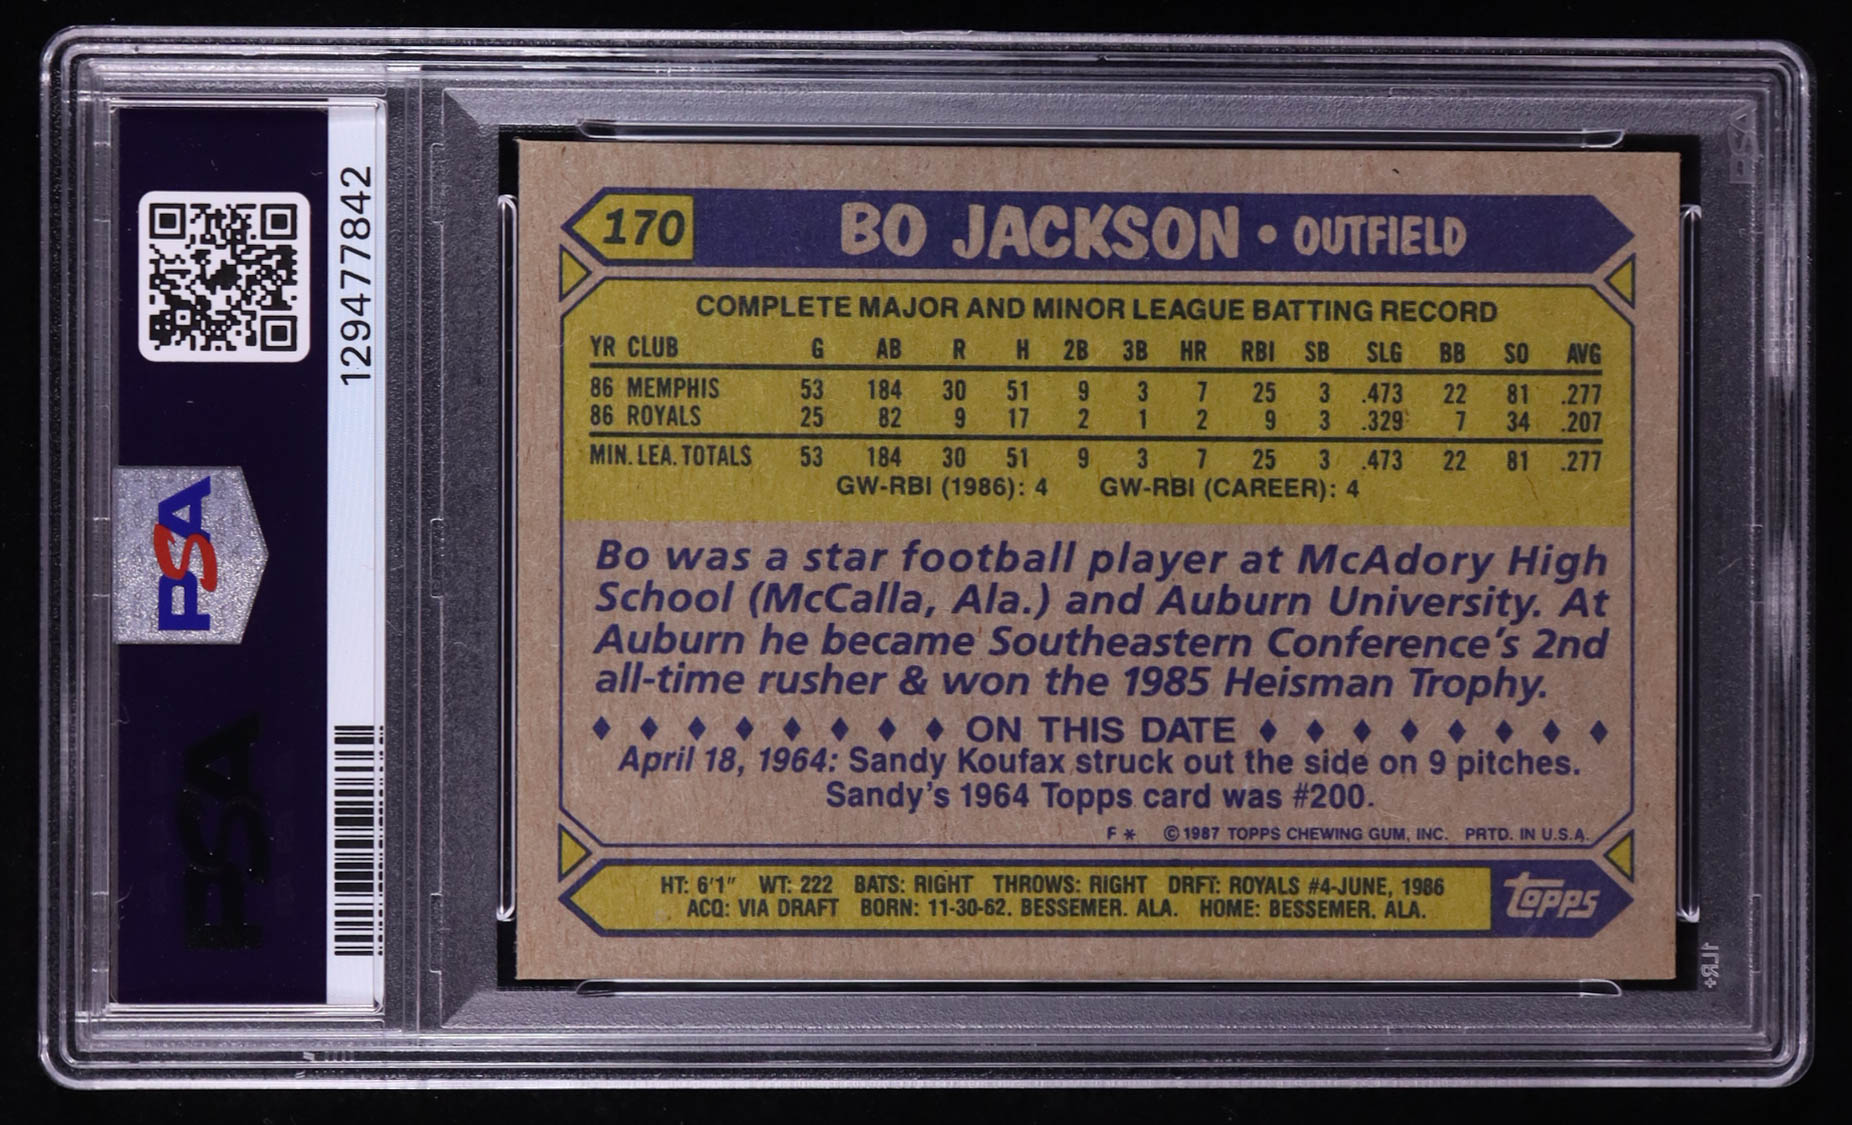 129477842
PSA
PSA
PSA
170 BO JACKSON • OUTFIELD
COMPLETE MAJOR AND MINOR LEAGUE BATTING RECORD
YR CLUB G AB R H 2B 3B HR RBI SB SLG BB SO AVG
86 MEMPHIS 53 184 30 51 9 3 7 25 3 .473 22 81 .277
86 ROYALS 25 82 9 17 2 1 2 9 3 .329 7 34 .207
MIN. LEA. TOTALS 53 184 30 51 9 3 7 25 3 .473 22 81 .277
GW-RBI (1986): 4 GW-RBI (CAREER): 4
Bo was a star football player at McAdory High
School (McCalla, Ala.) and Auburn University. At
Auburn he became Southeastern Conference's 2nd
all-time rusher & won the 1985 Heisman Trophy.
♦ ♦ ♦ ♦ ♦ ♦ ♦ ♦ ON THIS DATE ♦ ♦ ♦ ♦ ♦ ♦ ♦ ♦
April 18, 1964: Sandy Koufax struck out the side on 9 pitches.
Sandy's 1964 Topps card was #200.
F * © 1987 TOPPS CHEWING GUM, INC. PRTD. IN U.S.A.
HT: 6'1" WT: 222 BATS: RIGHT THROWS: RIGHT DRFT: ROYALS #4-JUNE, 1986
ACQ: VIA DRAFT BORN: 11-30-62, BESSEMER, ALA. HOME: BESSEMER, ALA.
topps